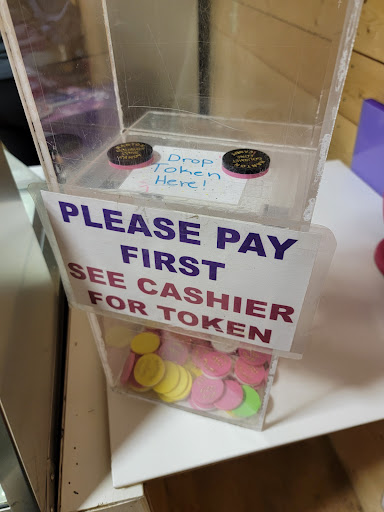 Drop
Token
Here!
PLEASE PAY
FIRST
SEE CASHIER
FOR TOKEN